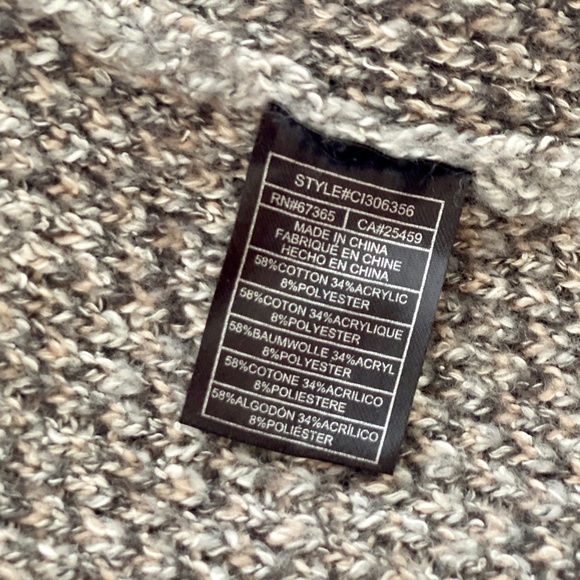 STYLE#CI306356
RN#67365 CA#25459
MADE IN CHINA
FABRIQUÉ EN CHINE
HECHO EN CHINA
58%COTTON 34%ACRYLIC
8%POLYESTER
58%COTON 34%ACRYLIQUE
8%POLYESTER
58%BAUMWOLLE 34%ACRYL
8%POLYESTER
58%COTONE 34%ACRILICO
8%POLIESTERE
58%ALGODÓN 34%ACRÍLICO
8%POLIÉSTER